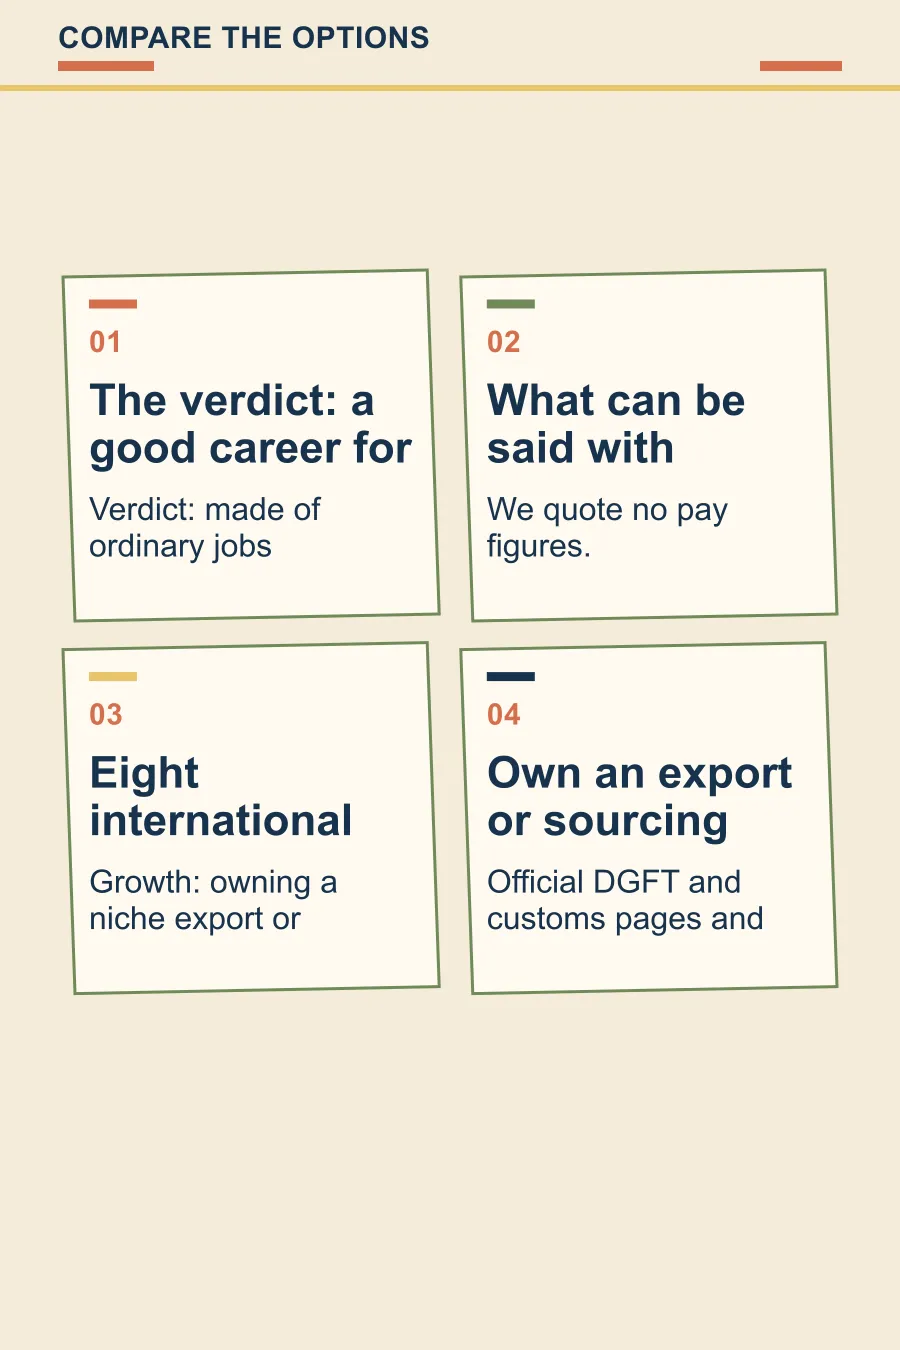 COMPARE THE OPTIONS
01
The verdict: a
good career for
Verdict: made of
ordinary jobs
02
What can be
said with
We quote no pay
figures.
03
Eight
international
Growth: owning a
niche export or
04
Own an export
or sourcing
Official DGFT and
customs pages and